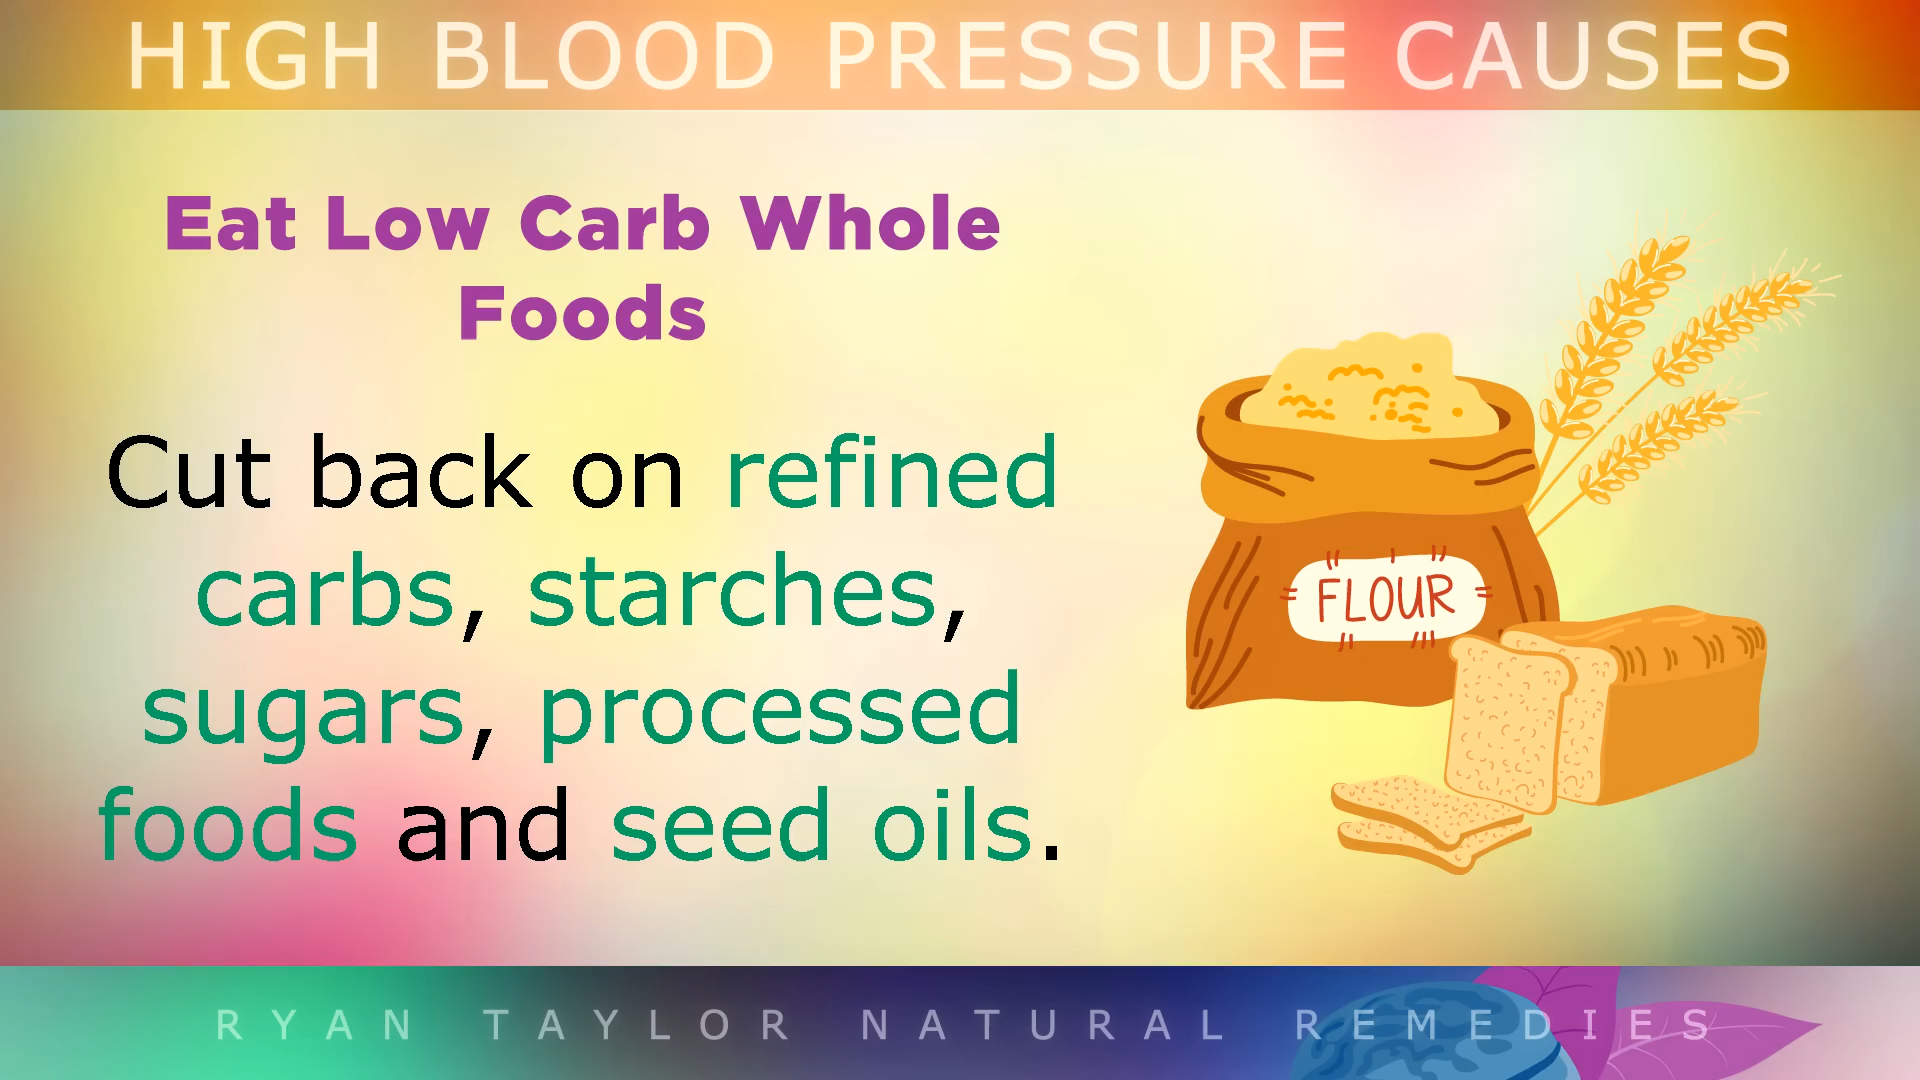 HIGH BLOOD PRESSURE CAUSES
Eat Low Carb Whole
Foods
Cut back on refined
carbs, starches,
sugars, processed
foods and seed oils.
FLOUR
RYAN TAYLOR NATURAL REMEDIES